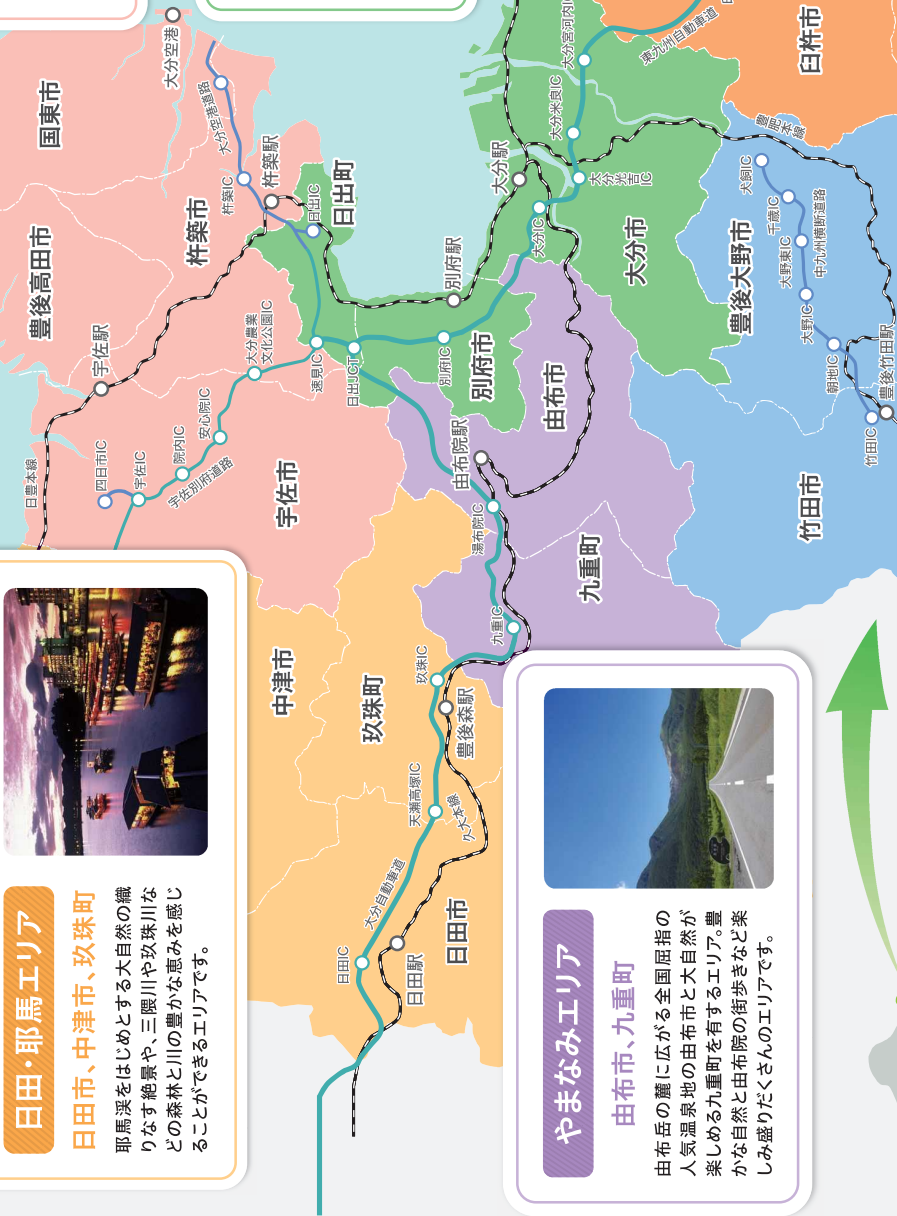 日田・耶馬エリア
日田市、中津市、玖珠町
耶馬渓をはじめとする大自然の織
りなす絶景や、三隈川や玖珠川な
どの森林と川の豊かな恵みを感じ
ることができるエリアです。
やまなみエリア
由布市、九重町
由布岳の麓に広がる全国屈指の
人気温泉地の由布市と大自然が
楽しめる九重町を有するエリア。豊
かな自然と由布院の街歩きなど楽
しみ盛りだくさんのエリアです。
日豊本線
四日市IC
宇佐IC
院内IC
宇佐別府道路
安心院IC
宇佐駅
大分農業
文化公園IC
速見IC
日出JCT
豊後高田市
国東市
杵築市
宇佐市
大分空港
大分空港道路
杵築IC
杵築駅
日出IC
日出町
別府駅
別府IC
別府市
大分駅
大分IC
大分光吉IC
大分米良IC
大分宮河内IC
東九州自動車道
臼杵市
大分市
豊肥本線
犬飼IC
千歳IC
大野東IC
中九州横断道路
大野IC
朝地IC
豊後大野市
竹田IC
豊後竹田駅
竹田市
由布市
由布院駅
湯布院IC
九重町
九重IC
玖珠IC
豊後森駅
玖珠町
中津市
天瀬高塚IC
久大本線
大分自動車道
日田IC
日田駅
日田市